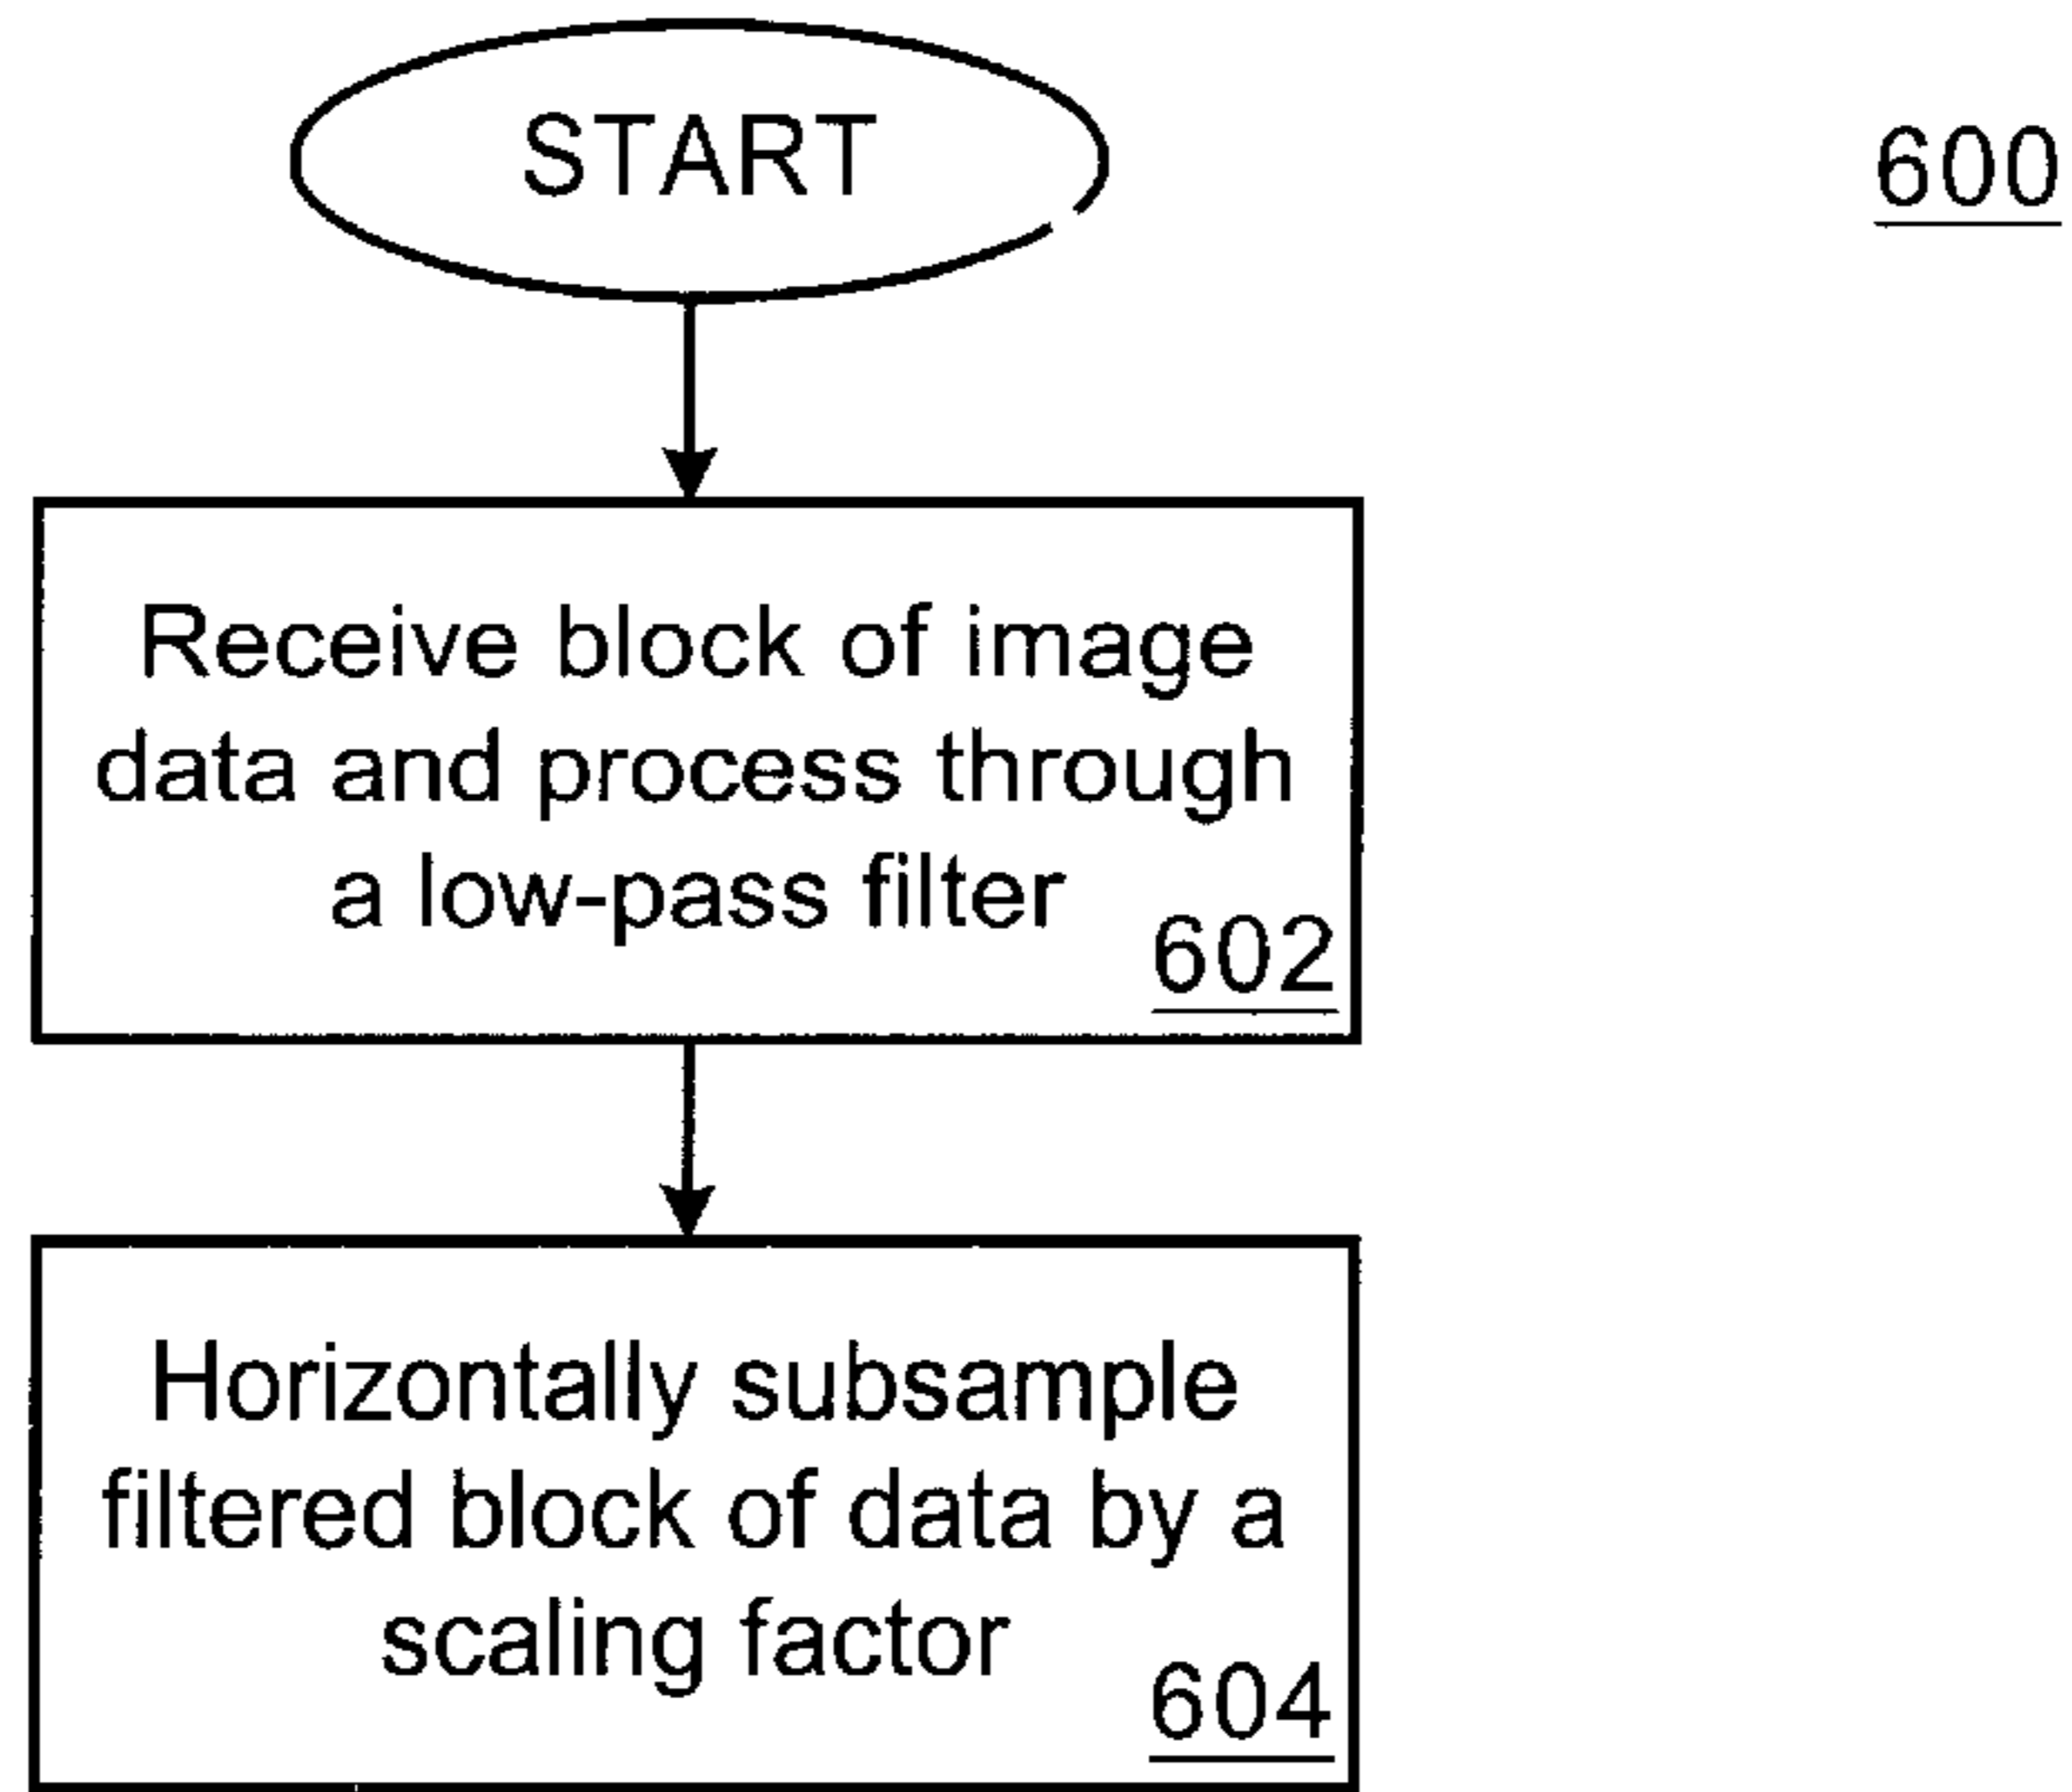 START
600
Receive block of image
data and process through
a low-pass filter
602
Horizontally subsample
filtered block of data by a
scaling factor
604